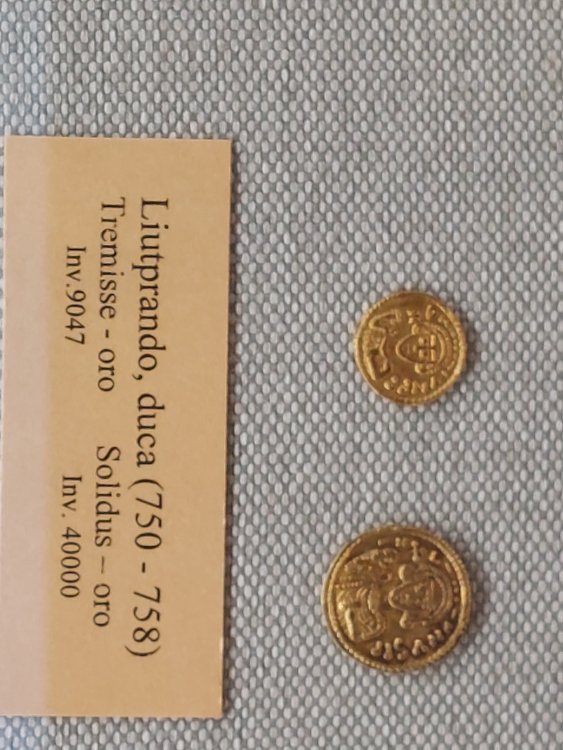 Liutprando, duca (750 - 758)
Tremisse - oro Solidus – oro
Inv.9047 Inv. 40000